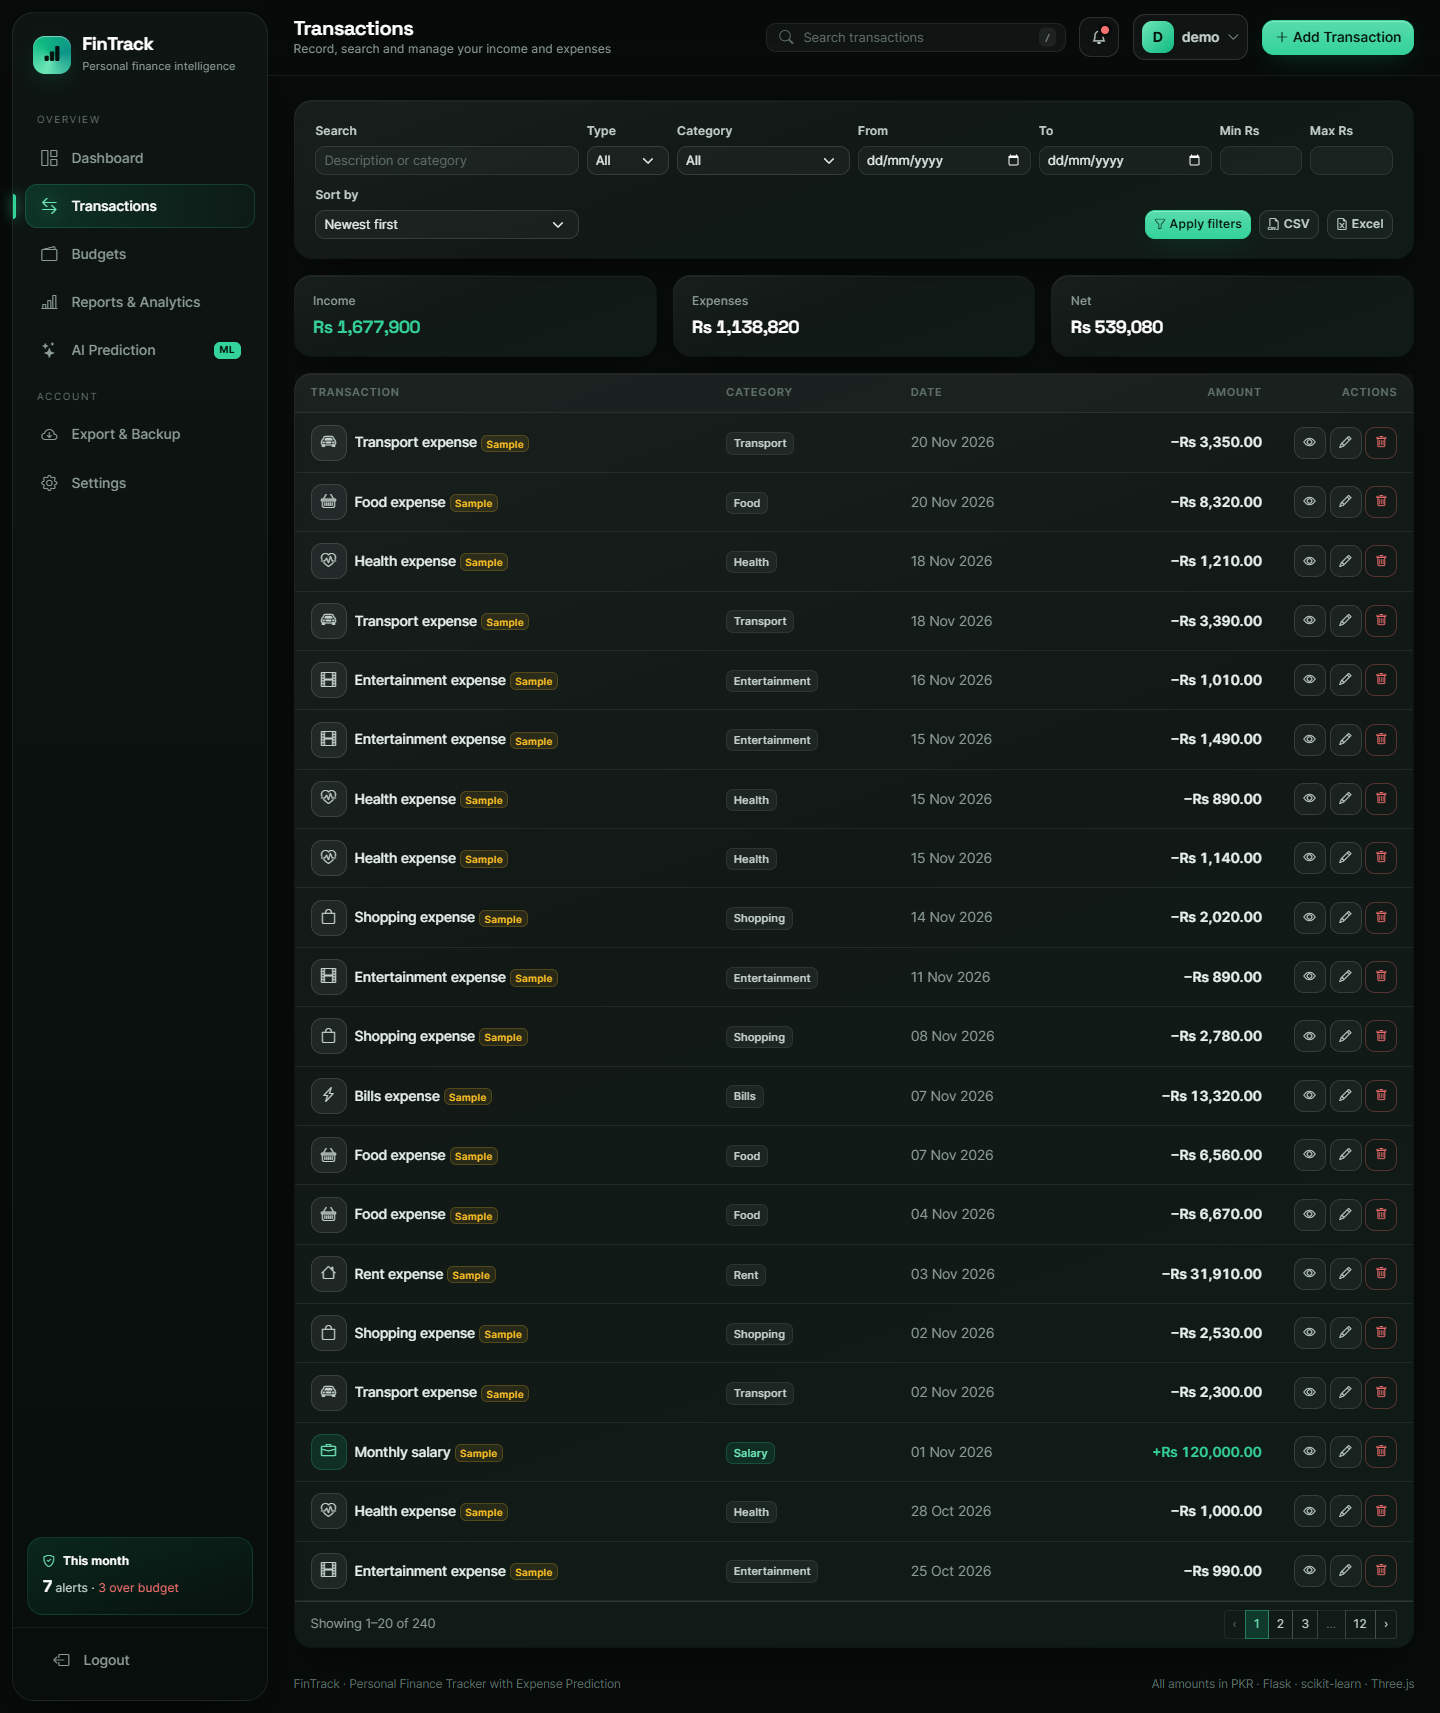 FinTrack
Personal finance intelligence
OVERVIEW
Dashboard
Transactions
Budgets
Reports & Analytics
AI Prediction ML
ACCOUNT
Export & Backup
Settings
This month
7 alerts · 3 over budget
Logout
Transactions
Record, search and manage your income and expenses
Search transactions /
D demo
+ Add Transaction
Search Type Category From To Min Rs Max Rs
Description or category All All dd/mm/yyyy dd/mm/yyyy
Sort by
Newest first Apply filters CSV Excel
Income
Rs 1,677,900
Expenses
Rs 1,138,820
Net
Rs 539,080
TRANSACTION CATEGORY DATE AMOUNT ACTIONS
Transport expense Sample Transport 20 Nov 2026 −Rs 3,350.00
Food expense Sample Food 20 Nov 2026 −Rs 8,320.00
Health expense Sample Health 18 Nov 2026 −Rs 1,210.00
Transport expense Sample Transport 18 Nov 2026 −Rs 3,390.00
Entertainment expense Sample Entertainment 16 Nov 2026 −Rs 1,010.00
Entertainment expense Sample Entertainment 15 Nov 2026 −Rs 1,490.00
Health expense Sample Health 15 Nov 2026 −Rs 890.00
Health expense Sample Health 15 Nov 2026 −Rs 1,140.00
Shopping expense Sample Shopping 14 Nov 2026 −Rs 2,020.00
Entertainment expense Sample Entertainment 11 Nov 2026 −Rs 890.00
Shopping expense Sample Shopping 08 Nov 2026 −Rs 2,780.00
Bills expense Sample Bills 07 Nov 2026 −Rs 13,320.00
Food expense Sample Food 07 Nov 2026 −Rs 6,560.00
Food expense Sample Food 04 Nov 2026 −Rs 6,670.00
Rent expense Sample Rent 03 Nov 2026 −Rs 31,910.00
Shopping expense Sample Shopping 02 Nov 2026 −Rs 2,530.00
Transport expense Sample Transport 02 Nov 2026 −Rs 2,300.00
Monthly salary Sample Salary 01 Nov 2026 +Rs 120,000.00
Health expense Sample Health 28 Oct 2026 −Rs 1,000.00
Entertainment expense Sample Entertainment 25 Oct 2026 −Rs 990.00
Showing 1–20 of 240 ‹ 1 2 3 … 12 ›
FinTrack · Personal Finance Tracker with Expense Prediction
All amounts in PKR · Flask · scikit-learn · Three.js